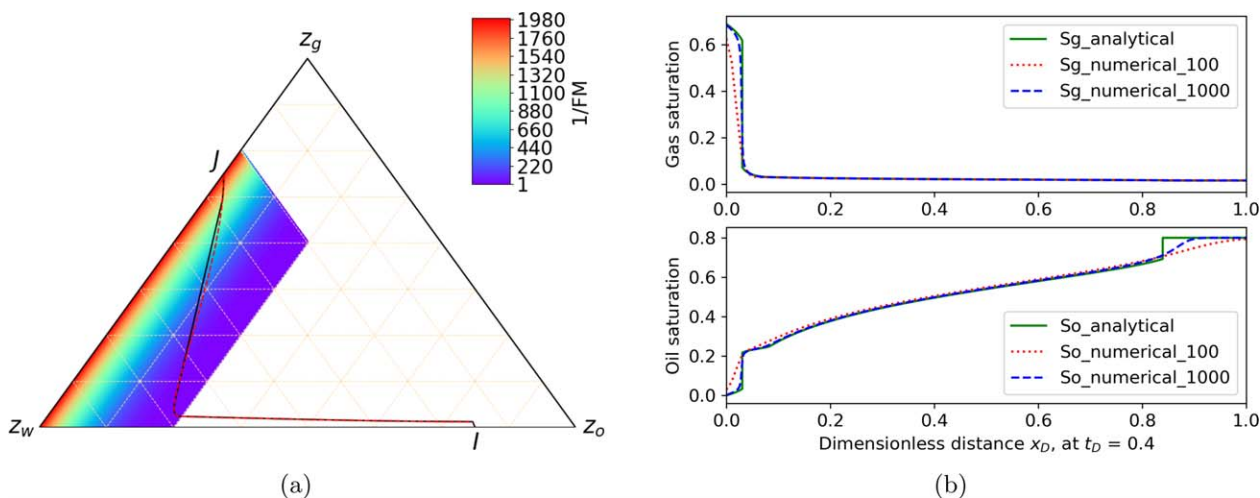 z_g
1980
1760
1540
1320
1100
880
660
440
220
1
1/FM
J
z_w
I
z_o
(a)
Gas saturation
0.6
0.4
0.2
0.0
Sg_analytical
Sg_numerical_100
Sg_numerical_1000
0.0 0.2 0.4 0.6 0.8 1.0
Oil saturation
0.8
0.6
0.4
0.2
0.0
So_analytical
So_numerical_100
So_numerical_1000
0.0 0.2 0.4 0.6 0.8 1.0
Dimensionless distance x_D, at t_D = 0.4
(b)